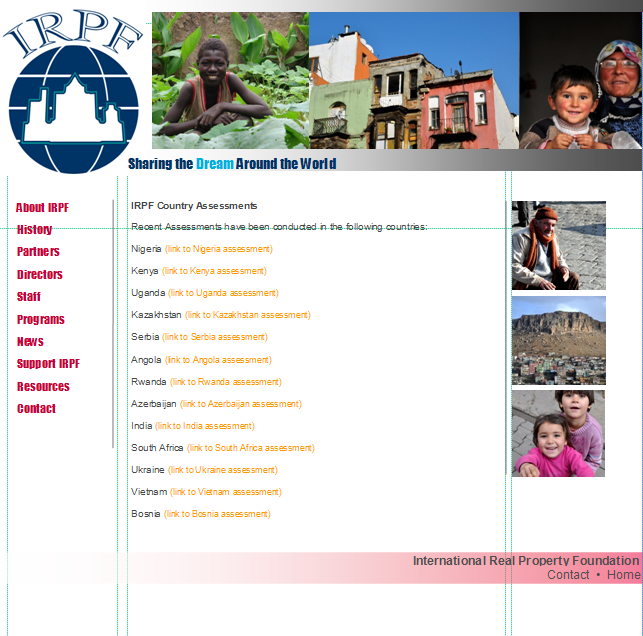 IRPF
Sharing the Dream Around the World
About IRPF
History
Partners
Directors
Staff
Programs
News
Support IRPF
Resources
Contact
IRPF Country Assessments
Recent Assessments have been conducted in the following countries:
Nigeria (link to Nigeria assessment)
Kenya (link to Kenya assessment)
Uganda (link to Uganda assessment)
Kazakhstan (link to Kazakhstan assessment)
Serbia (link to Serbia assessment)
Angola (link to Angola assessment)
Rwanda (link to Rwanda assessment)
Azerbaijan (link to Azerbaijan assessment)
India (link to India assessment)
South Africa (link to South Africa assessment)
Ukraine (link to Ukraine assessment)
Vietnam (link to Vietnam assessment)
Bosnia (link to Bosnia assessment)
International Real Property Foundation
Contact • Home